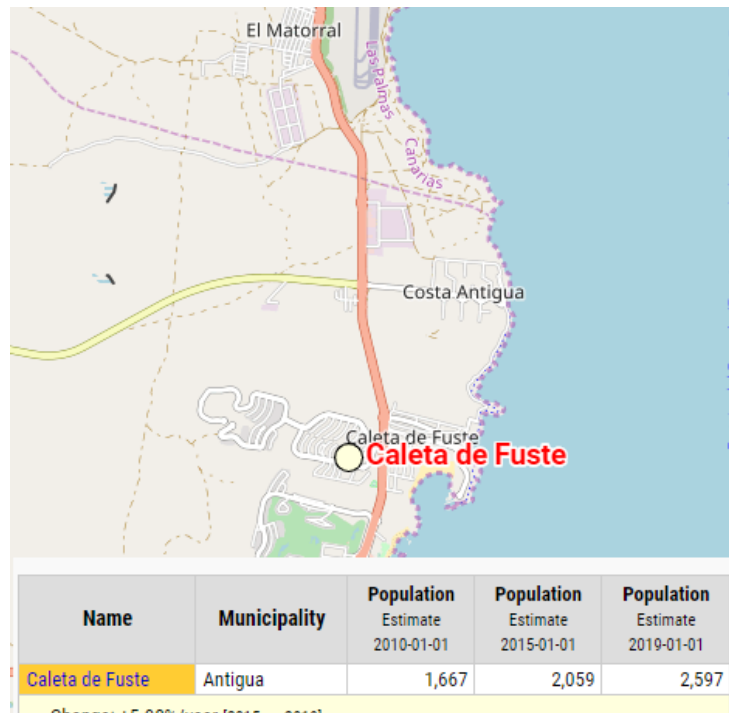 El Matorral
Las Palmas
Canarias
Costa Antigua
Caleta de Fuste
Caleta de Fuste
Name Municipality Population Population Population
Estimate Estimate Estimate
2010-01-01 2015-01-01 2019-01-01
Caleta de Fuste Antigua 1,667 2,059 2,597